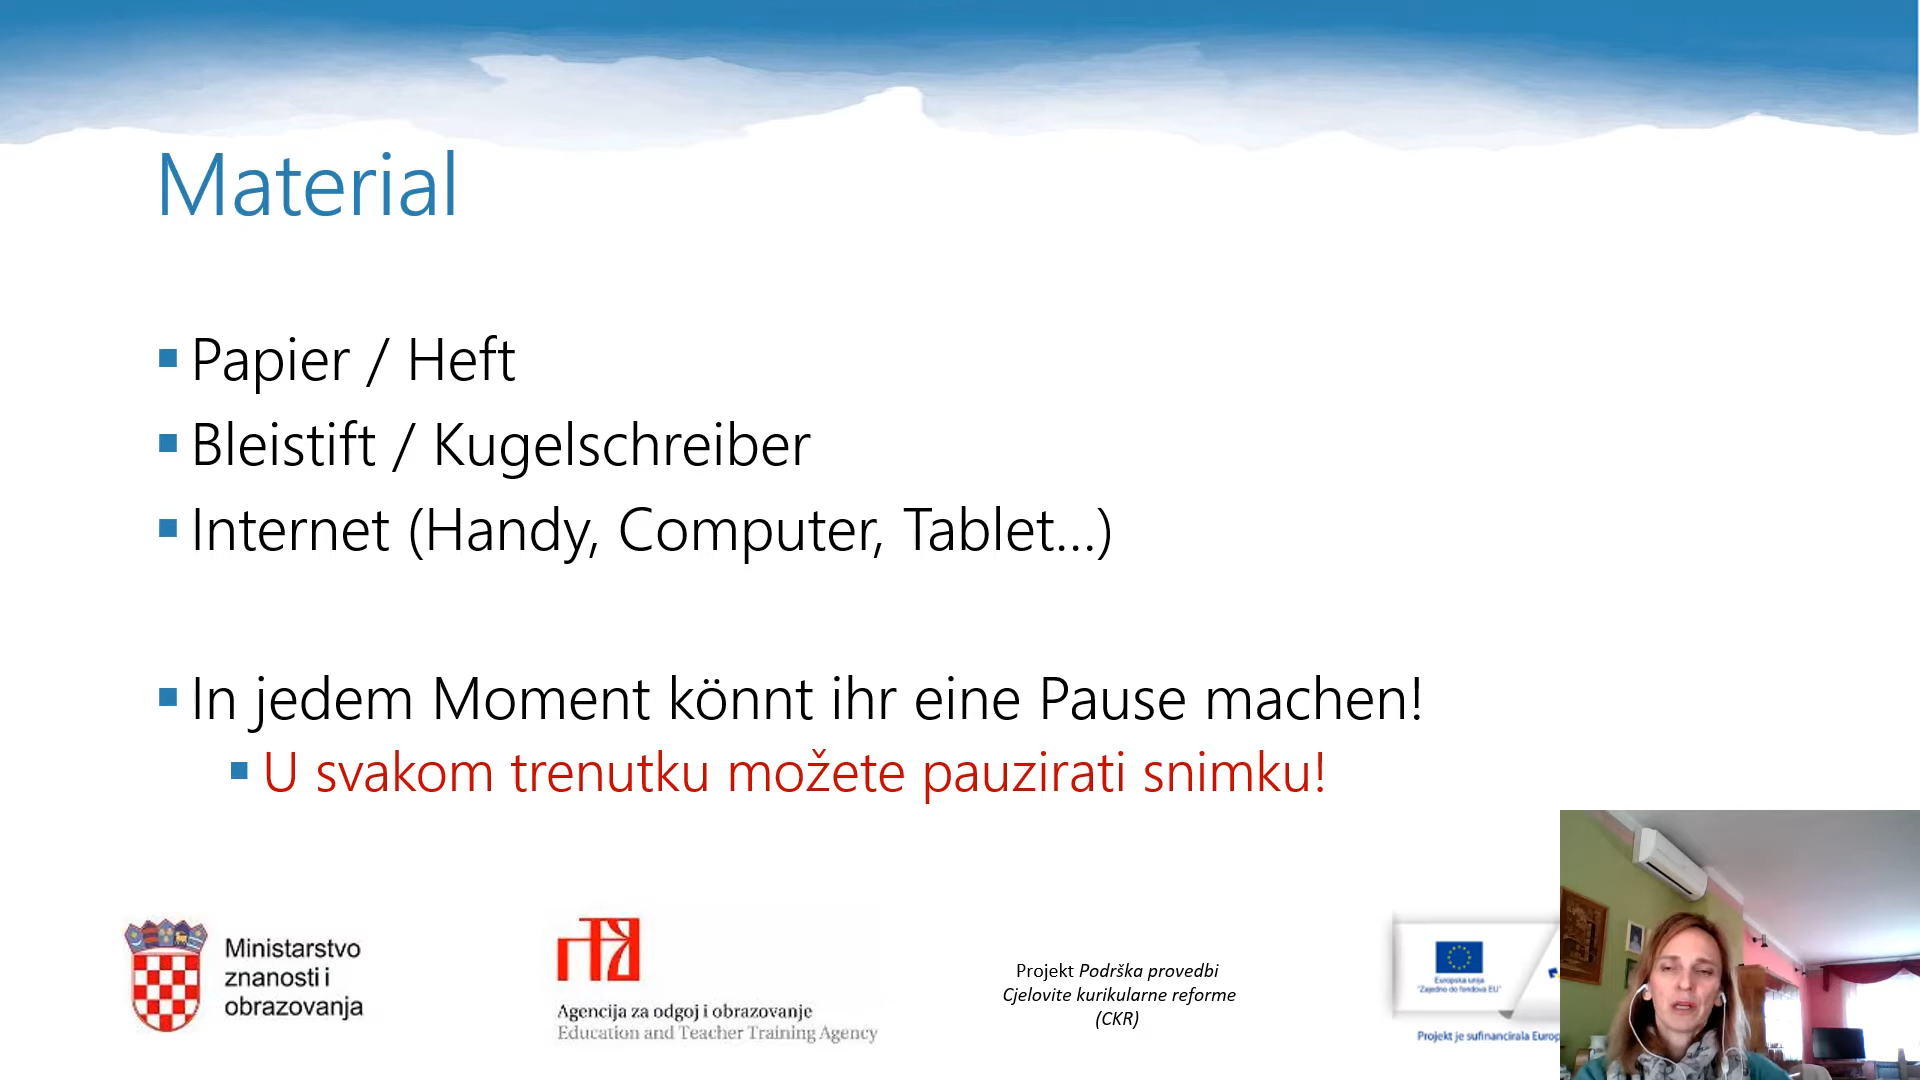 Material
Papier / Heft
Bleistift / Kugelschreiber
Internet (Handy, Computer, Tablet...)
In jedem Moment könnt ihr eine Pause machen!
U svakom trenutku možete pauzirati snimku!
Ministarstvo
znanosti i
obrazovanja
Agencija za odgoj i obrazovanje
Education and Teacher Training Agency
Projekt Podrška provedbi
Cjelovite kurikularne reforme
(CKR)
Europska unija
"Zajedno do fondova EU"
Projekt je sufinancirala Europ